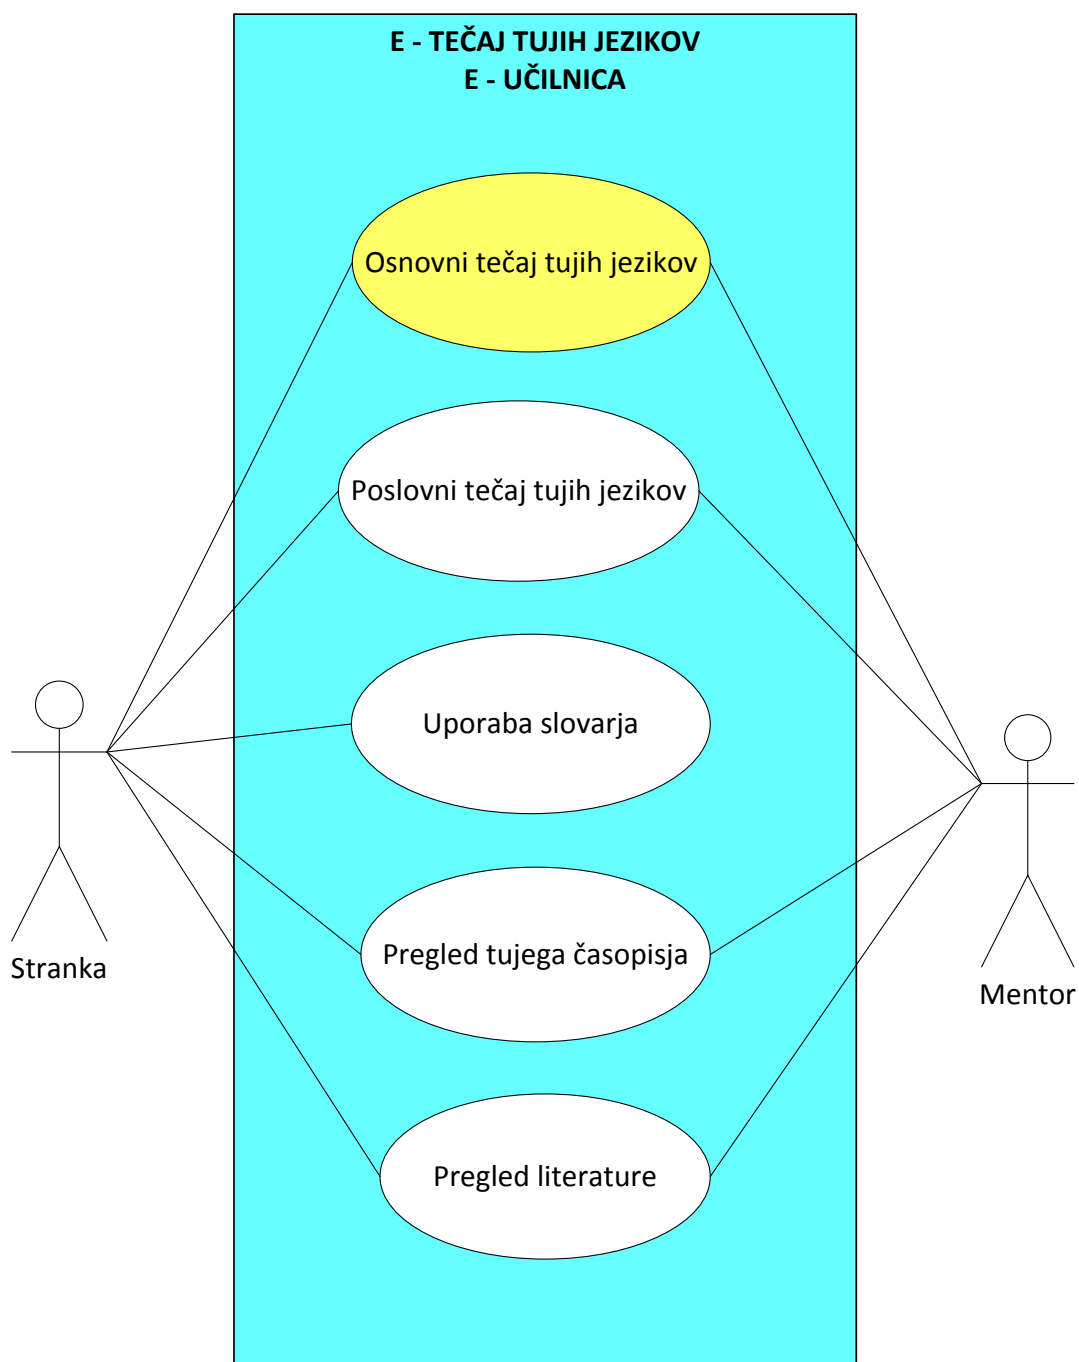 E - TEČAJ TUJIH JEZIKOV
E - UČILNICA
Osnovni tečaj tujih jezikov
Poslovni tečaj tujih jezikov
Uporaba slovarja
Pregled tujega časopisja
Stranka
Mentor
Pregled literature